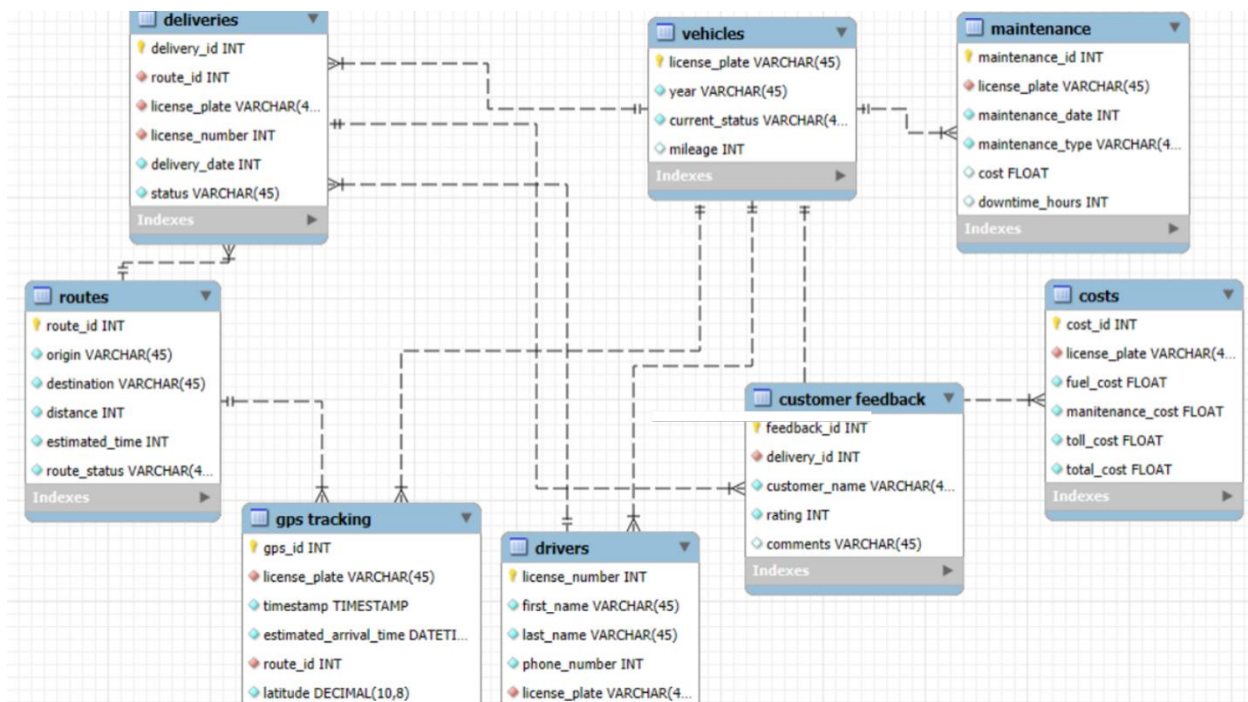 deliveries
delivery_id INT
route_id INT
license_plate VARCHAR(4...
license_number INT
delivery_date INT
status VARCHAR(45)
Indexes
vehicles
license_plate VARCHAR(45)
year VARCHAR(45)
current_status VARCHAR(4...
mileage INT
Indexes
maintenance
maintenance_id INT
license_plate VARCHAR(45)
maintenance_date INT
maintenance_type VARCHAR(4...
cost FLOAT
downtime_hours INT
Indexes
routes
route_id INT
origin VARCHAR(45)
destination VARCHAR(45)
distance INT
estimated_time INT
route_status VARCHAR(4...
Indexes
costs
cost_id INT
license_plate VARCHAR(4...
fuel_cost FLOAT
manitenance_cost FLOAT
toll_cost FLOAT
total_cost FLOAT
Indexes
customer feedback
feedback_id INT
delivery_id INT
customer_name VARCHAR(4...
rating INT
comments VARCHAR(45)
Indexes
gps tracking
gps_id INT
license_plate VARCHAR(45)
timestamp TIMESTAMP
estimated_arrival_time DATETI...
route_id INT
latitude DECIMAL(10,8)
drivers
license_number INT
first_name VARCHAR(45)
last_name VARCHAR(45)
phone_number INT
license_plate VARCHAR(4...